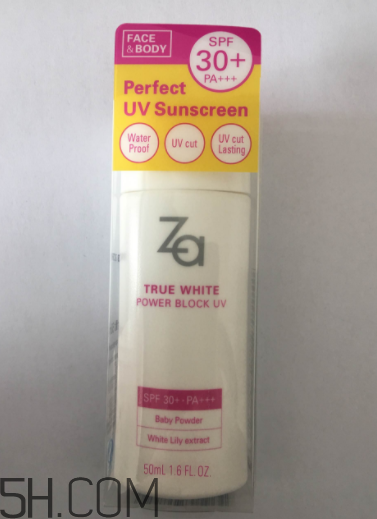 FACE
& BODY
SPF
30+
PA+++
Perfect
UV Sunscreen
Water
Proof
UV cut
UV cut
Lasting
Za
TRUE WHITE
POWER BLOCK UV
SPF 30+・PA+++
Baby Powder
White Lily extract
50mL 1.6 FL. OZ.
5H.COM